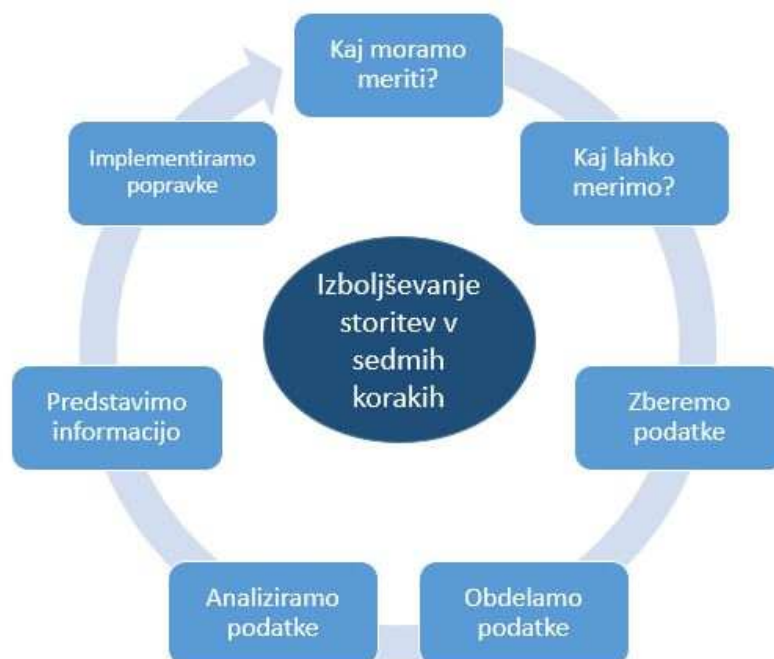 Kaj moramo
meriti?
Kaj lahko
merimo?
Zberemo
podatke
Obdelamo
podatke
Analiziramo
podatke
Predstavimo
informacijo
Implementiramo
popravke
Izboljševanje
storitev v
sedmih
korakih